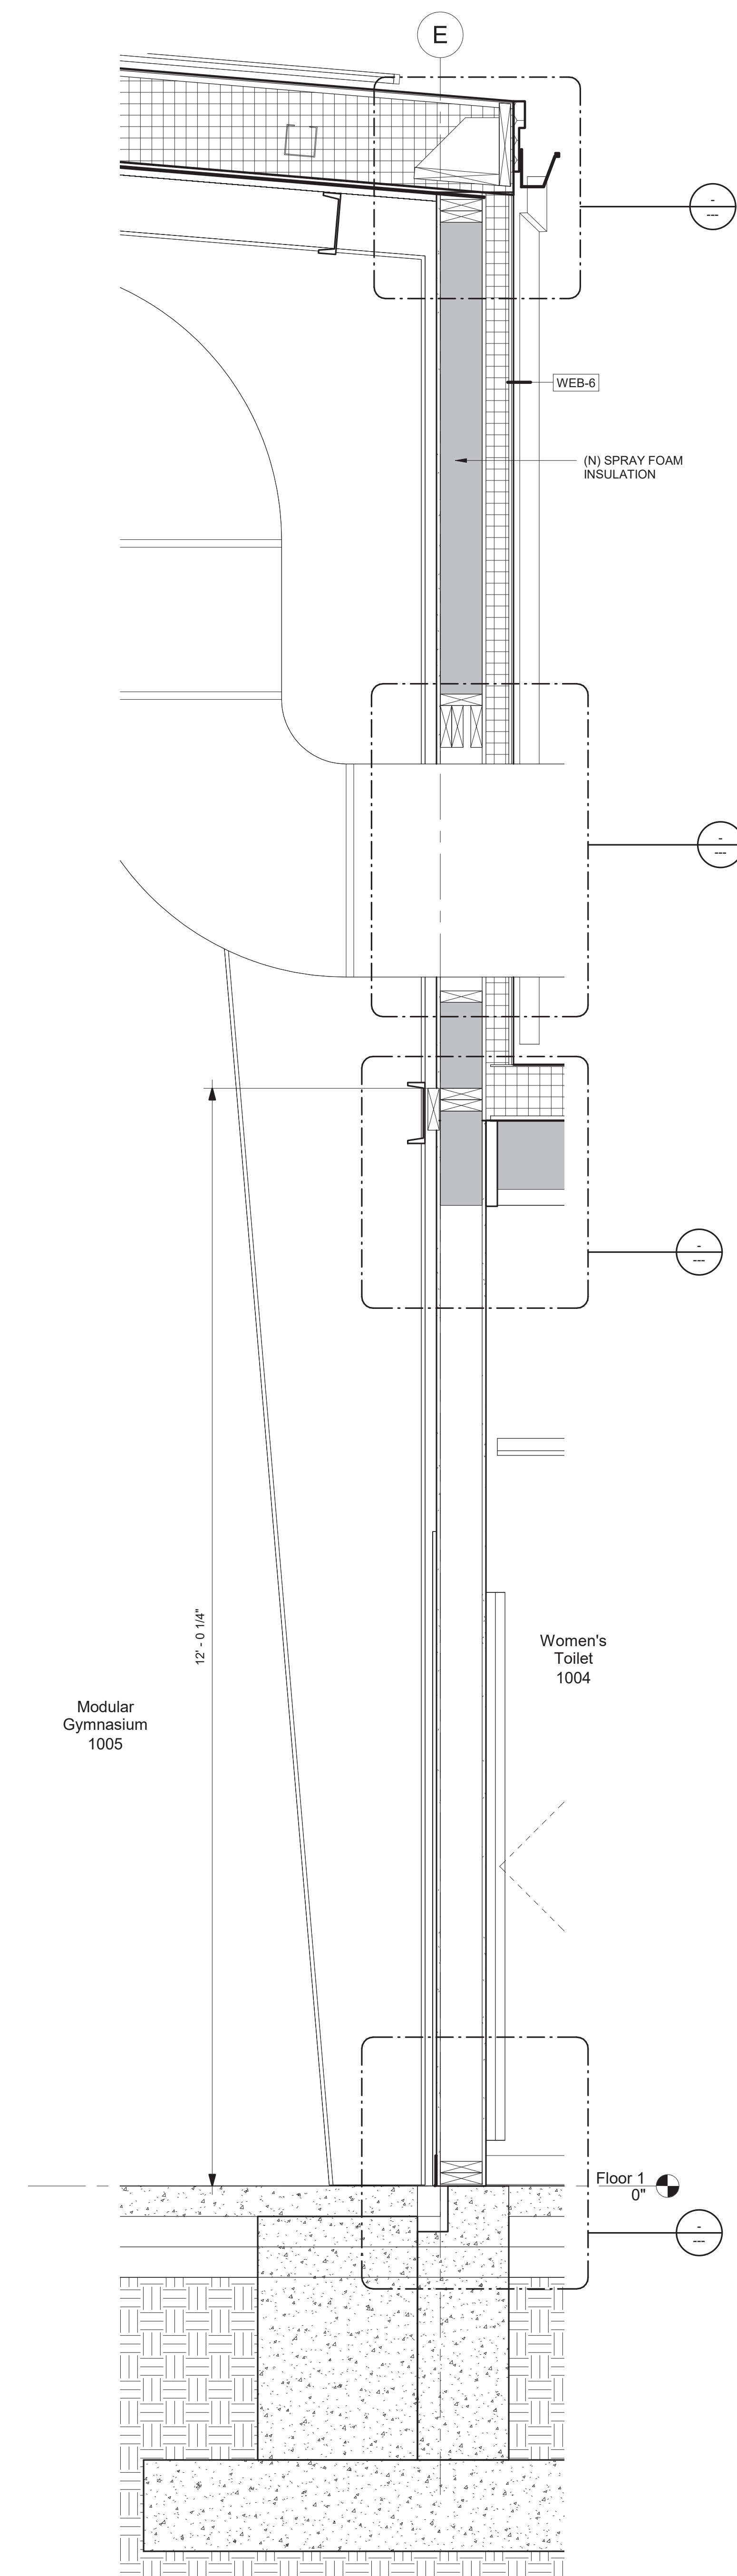 E
-
---
WEB-6
(N) SPRAY FOAM
INSULATION
-
---
-
---
12' - 0 1/4"
Women's
Toilet
1004
Modular
Gymnasium
1005
Floor 1
0"
-
---